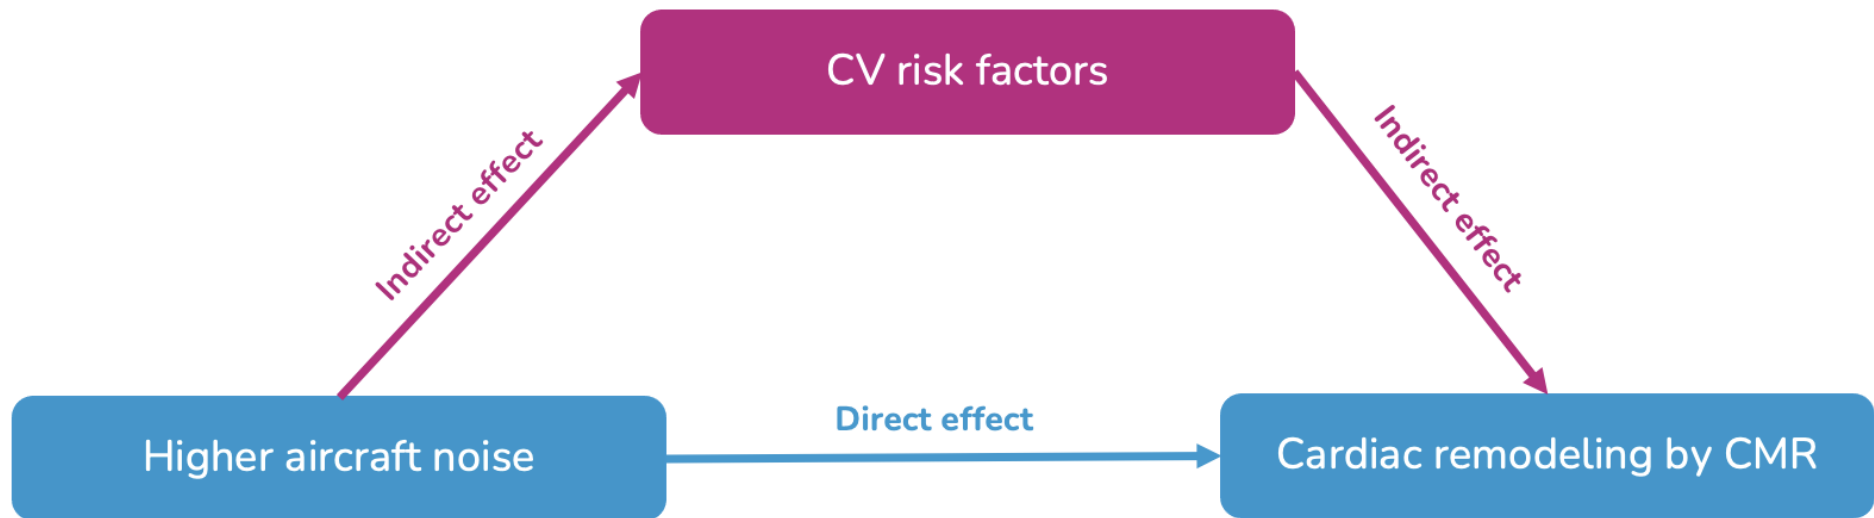 CV risk factors
Indirect effect
Indirect effect
Direct effect
Higher aircraft noise
Cardiac remodeling by CMR